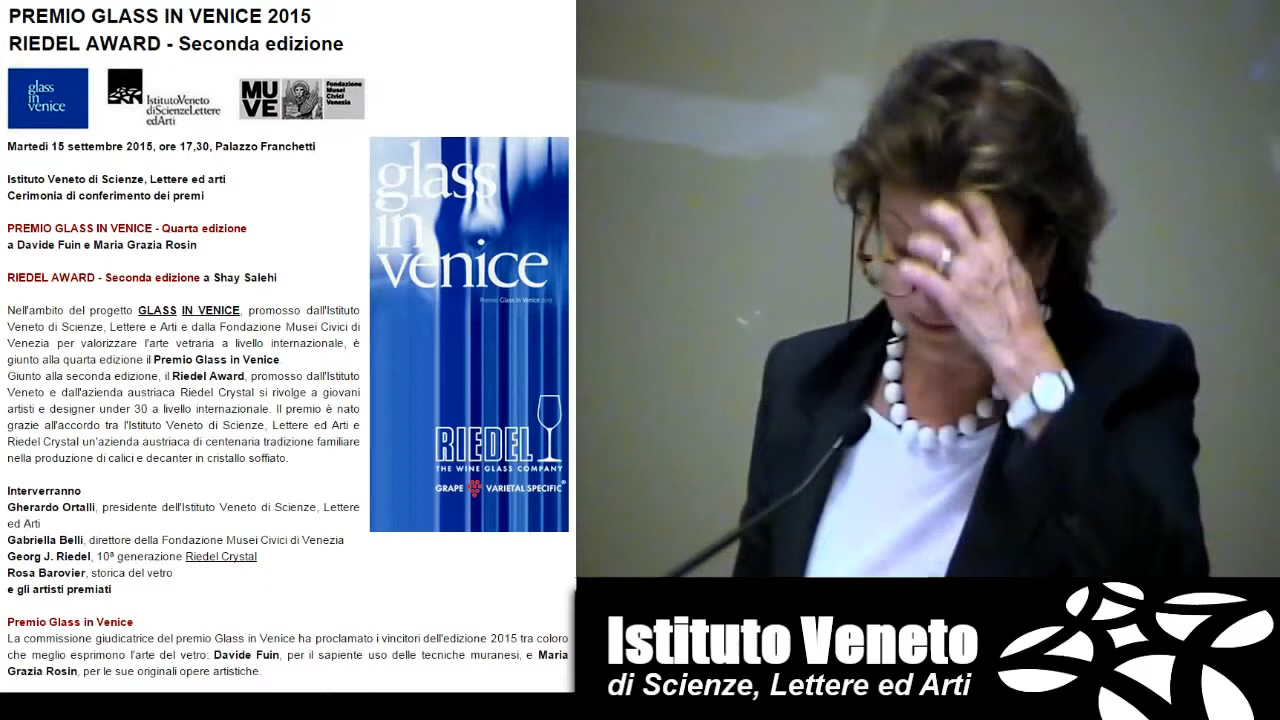 PREMIO GLASS IN VENICE 2015
RIEDEL AWARD - Seconda edizione
glass
in
venice
IstitutoVeneto
diScienzeLettere
edArti
MU
VE
Fondazione
Musei
Civici
Venezia
Martedì 15 settembre 2015, ore 17,30, Palazzo Franchetti
Istituto Veneto di Scienze, Lettere ed arti
Cerimonia di conferimento dei premi
PREMIO GLASS IN VENICE - Quarta edizione
a Davide Fuin e Maria Grazia Rosin
RIEDEL AWARD - Seconda edizione a Shay Salehi
Nell'ambito del progetto GLASS IN VENICE, promosso dall'Istituto
Veneto di Scienze, Lettere e Arti e dalla Fondazione Musei Civici di
Venezia per valorizzare l'arte vetraria a livello internazionale, è
giunto alla quarta edizione il Premio Glass in Venice.
Giunto alla seconda edizione, il Riedel Award, promosso dall'Istituto
Veneto e dall'azienda austriaca Riedel Crystal si rivolge a giovani
artisti e designer under 30 a livello internazionale. Il premio è nato
grazie all'accordo tra l'Istituto Veneto di Scienze, Lettere ed Arti e
Riedel Crystal un'azienda austriaca di centenaria tradizione familiare
nella produzione di calici e decanter in cristallo soffiato.
Interverranno
Gherardo Ortalli, presidente dell'Istituto Veneto di Scienze, Lettere
ed Arti
Gabriella Belli, direttore della Fondazione Musei Civici di Venezia
Georg J. Riedel, 10ª generazione Riedel Crystal
Rosa Barovier, storica del vetro
e gli artisti premiati
Premio Glass in Venice
La commissione giudicatrice del premio Glass in Venice ha proclamato i vincitori dell'edizione 2015 tra coloro
che meglio esprimono l'arte del vetro: Davide Fuin, per il sapiente uso delle tecniche muranesi, e Maria
Grazia Rosin, per le sue originali opere artistiche.
glass
in
venice
Premio Glass in Venice 2015
RIEDEL
THE WINE GLASS COMPANY
GRAPE VARIETAL SPECIFIC®
Istituto Veneto
di Scienze, Lettere ed Arti